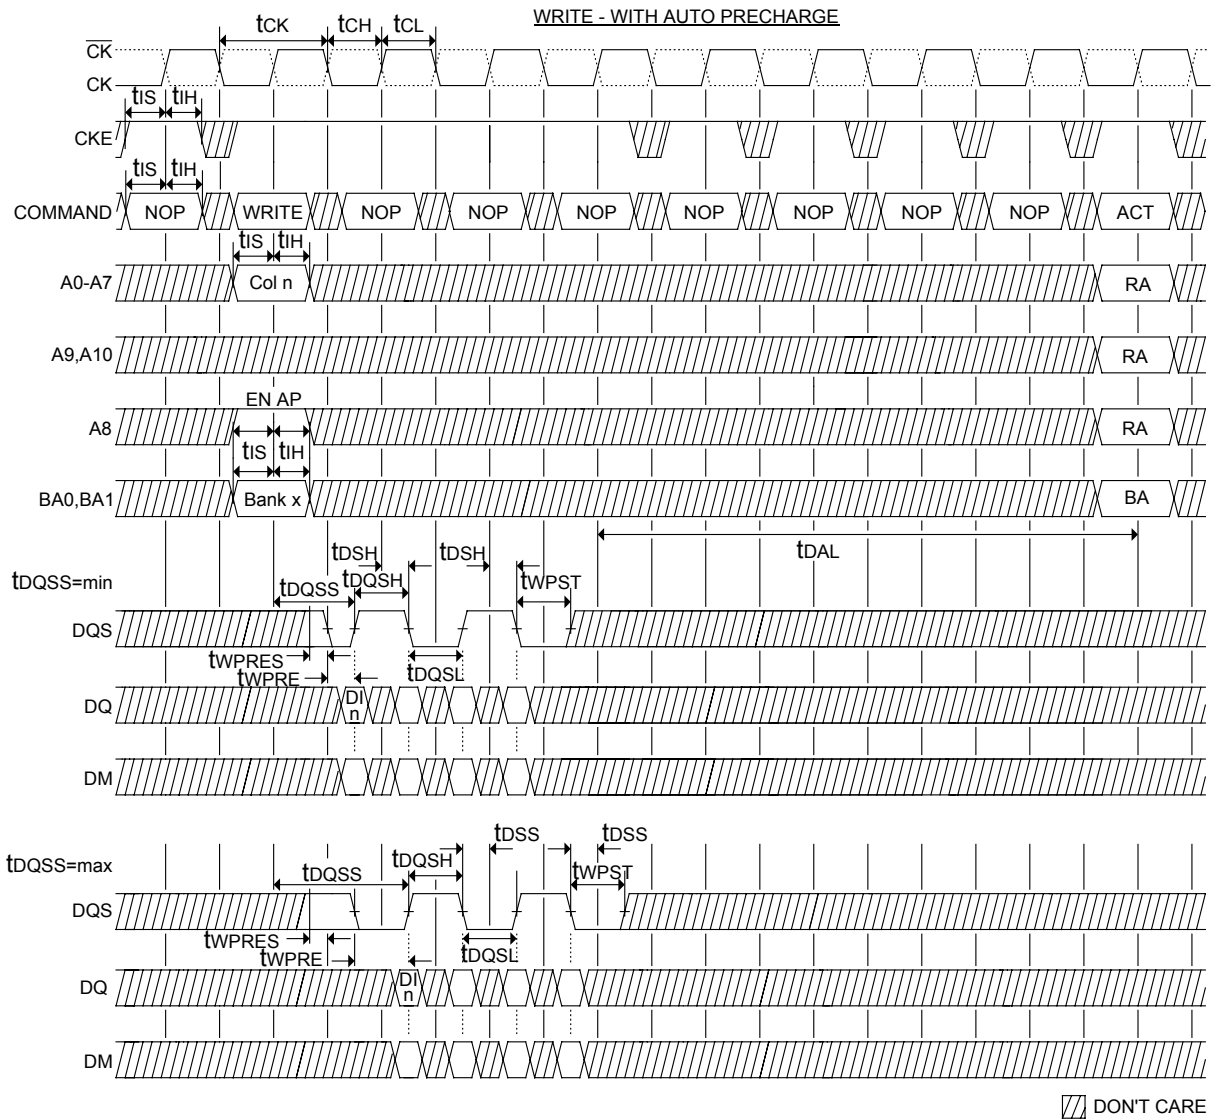 WRITE - WITH AUTO PRECHARGE
tCK tCH tCL
CK
CK
tIS tIH
CKE
tIS tIH
COMMAND NOP WRITE NOP NOP NOP NOP NOP NOP NOP ACT
tIS tIH
A0-A7 Col n RA
A9,A10 RA
EN AP
A8 RA
tIS tIH
BA0,BA1 Bank x BA
tDSH tDSH tDAL
tDQSS=min tDQSS tDQSH tWPST
DQS
tWPRES tDQSL
tWPRE
DQ DI n
DM
tDSS tDSS
tDQSS=max tDQSS tDQSH tWPST
DQS
tWPRES tDQSL
tWPRE
DQ DI n
DM
DON'T CARE